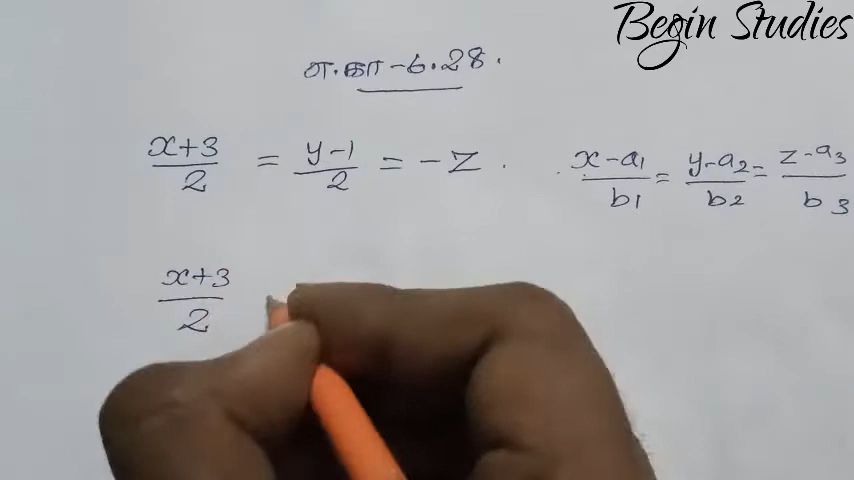 Begin Studies
எ.கா - 6.28.
x+3/2 = y-1/2 = -z .
x-a1/b1 = y-a2/b2 = z-a3/b3
x+3/2